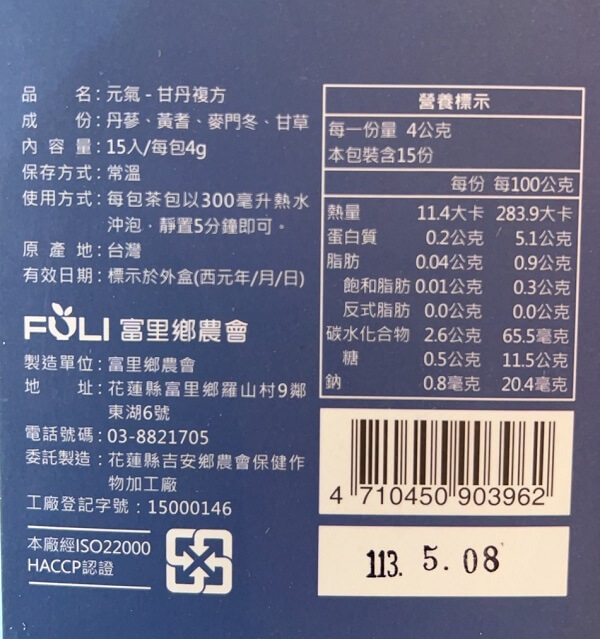 品　　名：元氣 - 甘丹複方
成　　份：丹蔘、黃耆、麥門冬、甘草
內 容 量：15入/每包4g
保存方式：常溫
使用方式：每包茶包以300毫升熱水
沖泡，靜置5分鐘即可。
原 產 地：台灣
有效日期：標示於外盒(西元年/月/日)
FULI 富里鄉農會
製造單位：富里鄉農會
地　　址：花蓮縣富里鄉羅山村9鄰
東湖6號
電話號碼：03-8821705
委託製造：花蓮縣吉安鄉農會保健作
物加工廠
工廠登記字號：15000146
本廠經ISO22000
HACCP認證
營養標示
每一份量 4公克
本包裝含15份
每份 每100公克
熱量 11.4大卡 283.9大卡
蛋白質 0.2公克 5.1公克
脂肪 0.04公克 0.9公克
飽和脂肪 0.01公克 0.3公克
反式脂肪 0.0公克 0.0公克
碳水化合物 2.6公克 65.5毫克
糖 0.5公克 11.5公克
鈉 0.8毫克 20.4毫克
4 710450 903962
113. 5. 08